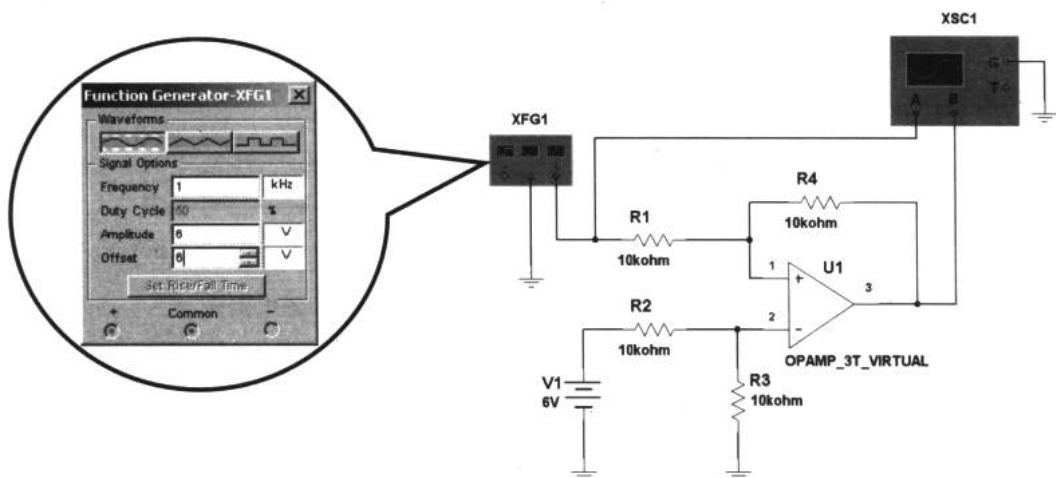 Function Generator-XFG1
Waveforms
Signal Options
Frequency 1 kHz
Duty Cycle 50 %
Amplitude 6 V
Offset 6 V
Set Rise/Fall Time
+ Common -
XFG1
XSC1
G
T
A B
R1
10kohm
R4
10kohm
R2
10kohm
R3
10kohm
V1
6V
U1
1 +
2 -
3
OPAMP_3T_VIRTUAL